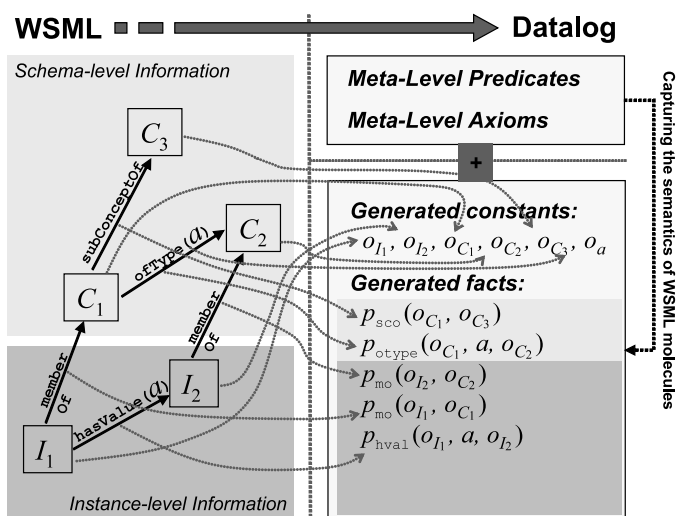 WSML
Datalog
Schema-level Information
C3
subConceptOf
ofType(a)
C2
C1
member
Of
member
Of
hasValue(a)
I2
I1
Instance-level Information
Meta-Level Predicates
Meta-Level Axioms
+
Generated constants:
oI1, oI2, oC1, oC2, oC3, oa
Generated facts:
psco(oC1, oC3)
potype(oC1, a, oC2)
pmo(oI2, oC2)
pmo(oI1, oC1)
phval(oI1, a, oI2)
Capturing the semantics of WSML molecules